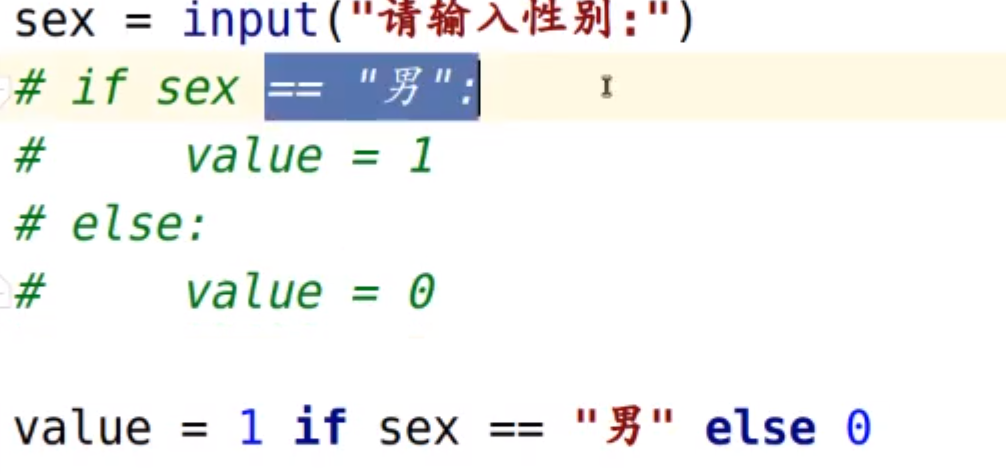 sex = input("请输入性别:")
# if sex == "男":
#     value = 1
# else:
#     value = 0
value = 1 if sex == "男" else 0